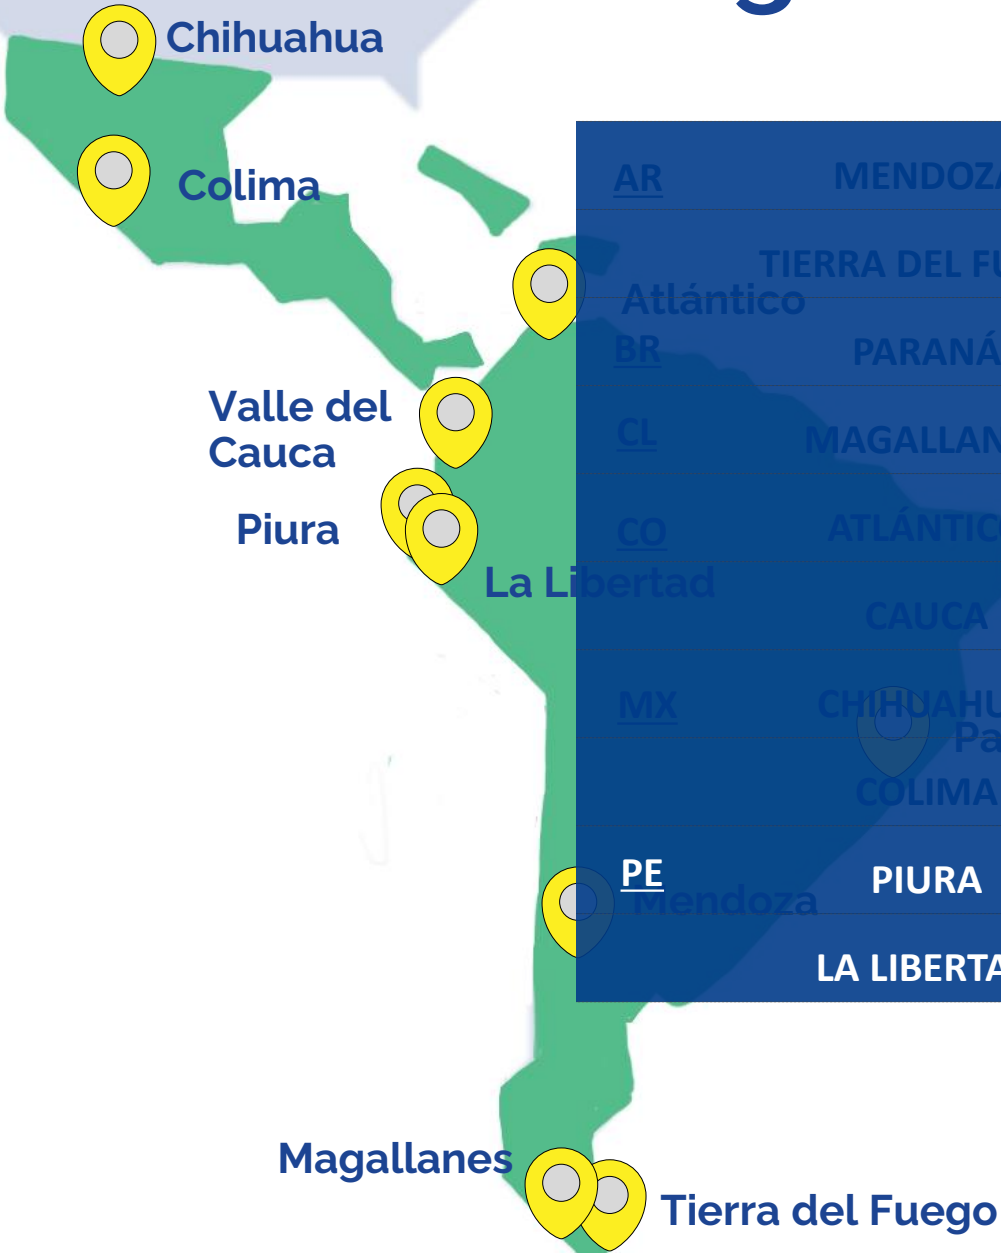 Chihuahua
Colima
AR MENDOZA
TIERRA DEL FU
Atlántico
BR PARANÁ
Valle del
Cauca
CL MAGALLAN
Piura
CO ATLÁNTIC
La Libertad
CAUCA
MX CHIHUAHU
Pa
COLIMA
PE PIURA
Mendoza
LA LIBERTA
Magallanes
Tierra del Fuego